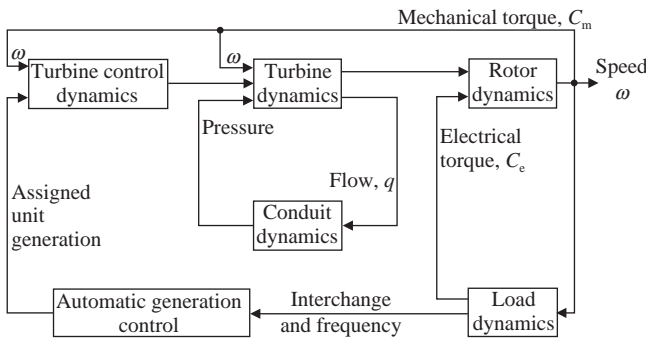 Mechanical torque, Cm
ω
ω
Turbine control
dynamics
Turbine
dynamics
Rotor
dynamics
Speed
ω
Pressure
Electrical
torque, Ce
Flow, q
Assigned
unit
generation
Conduit
dynamics
Automatic generation
control
Interchange
and frequency
Load
dynamics